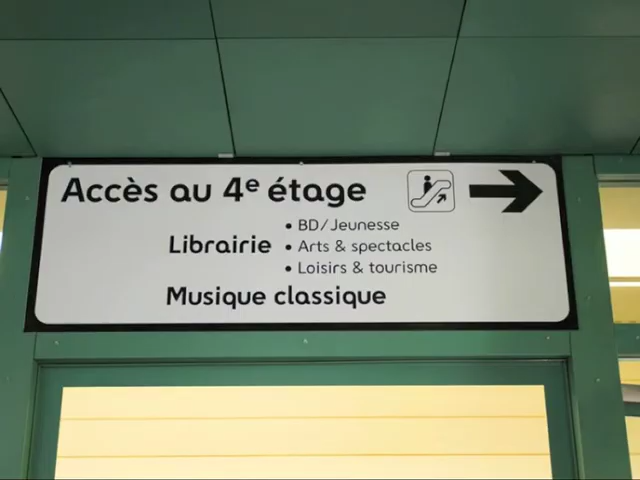 Accès au 4e étage
Librairie
• BD/Jeunesse
• Arts & spectacles
• Loisirs & tourisme
Musique classique